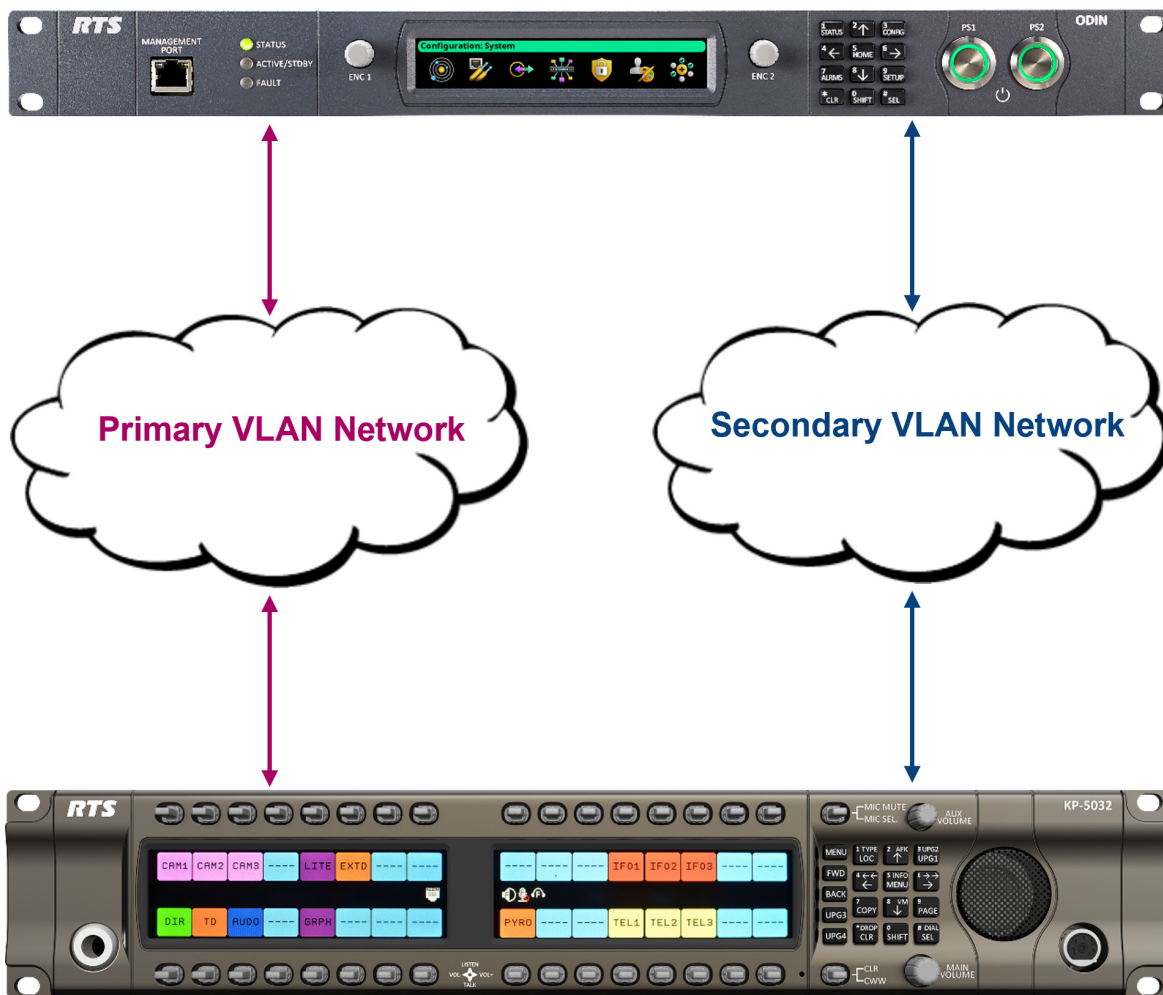 RTS
MANAGEMENT
PORT
STATUS
ACTIVE/STDBY
FAULT
ENC 1
Configuration: System
ENC 2
1 STATUS 2 ↑ 3 CONFIG
4 ← 5 HOME 6 →
7 ALRMS 8 ↓ 9 SETUP
* CLR 0 SHIFT # SEL
PS1 PS2
ODIN
Primary VLAN Network
Secondary VLAN Network
RTS
CAM1 CAM2 CAM3 ---- LITE EXTD ---- ----
DIR TD AUDO ---- GRPH ---- ---- ----
LISTEN
VOL- VOL+
TALK
---- ---- ---- IFO1 IFO2 IFO3 ---- ----
PYRO ---- ---- TEL1 TEL2 TEL3 ---- ----
MIC MUTE
MIC SEL
AUX
VOLUME
KP-5032
MENU
FWD
BACK
UPG3
UPG4
1 TYPE LOC 2 AFK ↑ 3 UPG2 UPG1
4 ←← ← 5 INFO MENU 6 →→ →
7 COPY 8 VM ↓ 9 PAGE
* DROP CLR 0 SHIFT # DIAL SEL
CLR
CWW
MAIN
VOLUME